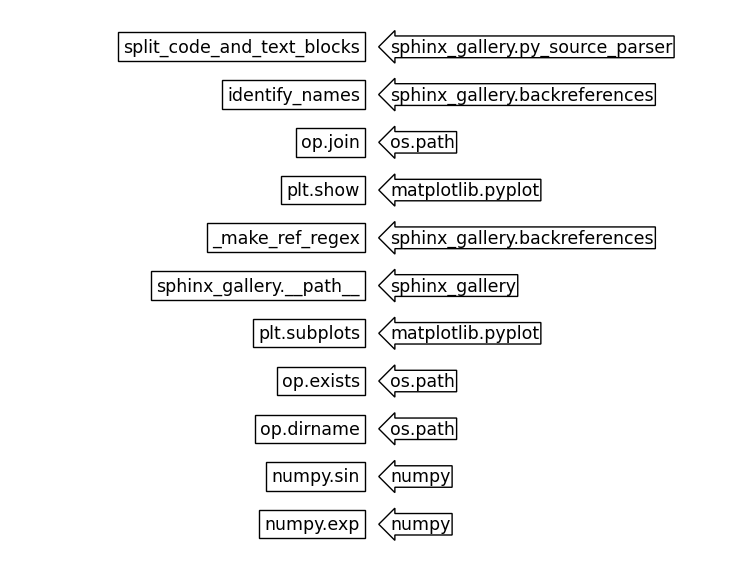 split_code_and_text_blocks sphinx_gallery.py_source_parser
identify_names sphinx_gallery.backreferences
op.join os.path
plt.show matplotlib.pyplot
_make_ref_regex sphinx_gallery.backreferences
sphinx_gallery.__path__ sphinx_gallery
plt.subplots matplotlib.pyplot
op.exists os.path
op.dirname os.path
numpy.sin numpy
numpy.exp numpy